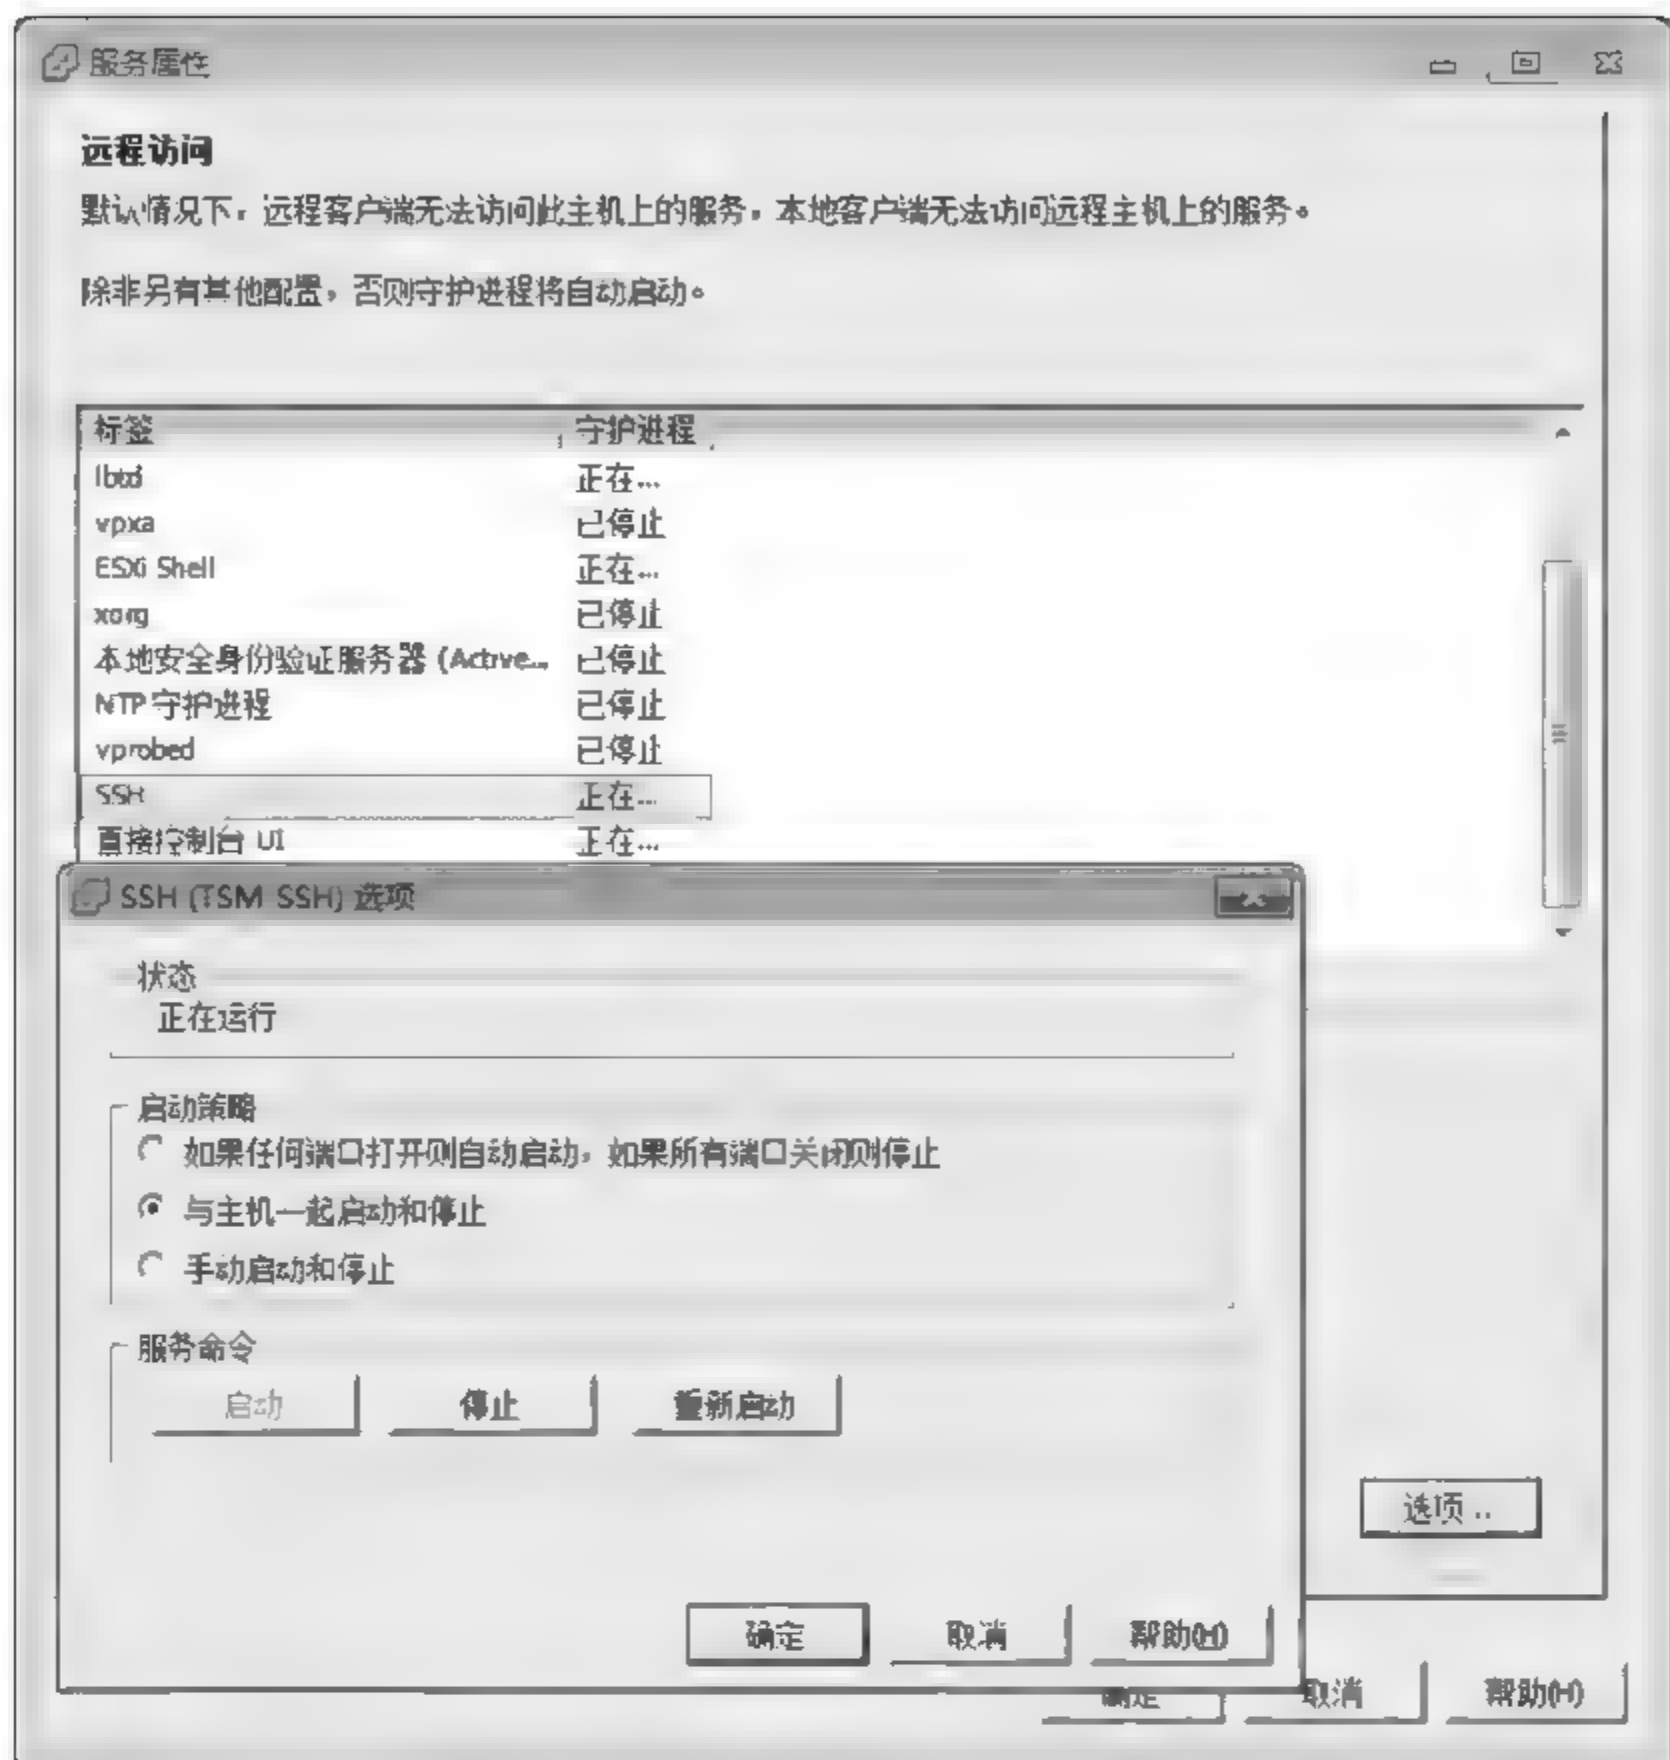 服务属性
远程访问
默认情况下，远程客户端无法访问此主机上的服务，本地客户端无法访问远程主机上的服务。
除非另有其他配置，否则守护进程将自动启动。
标签 守护进程
lbtd 正在...
vpxa 已停止
ESXi Shell 正在...
xorg 已停止
本地安全身份验证服务器 (Active... 已停止
NTP 守护进程 已停止
vprobed 已停止
SSH 正在...
直接控制台 UI 正在...
SSH (TSM SSH) 选项
状态
正在运行
启动策略
如果任何端口打开则自动启动，如果所有端口关闭则停止
与主机一起启动和停止
手动启动和停止
服务命令
启动 停止 重新启动
选项...
确定 取消 帮助(H)
确定 取消 帮助(H)